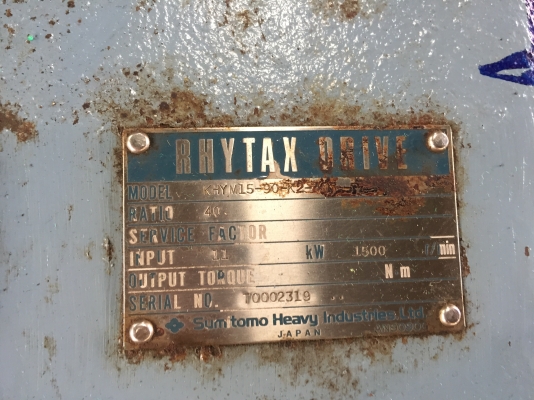 RHYTAX DRIVE
MODEL
RATIO 40
SERVICE FACTOR
INPUT 11 kW 1500 r/min
OUTPUT TORQUE N m
SERIAL NO. T0002319
Sumitomo Heavy Industries, Ltd.
JAPAN